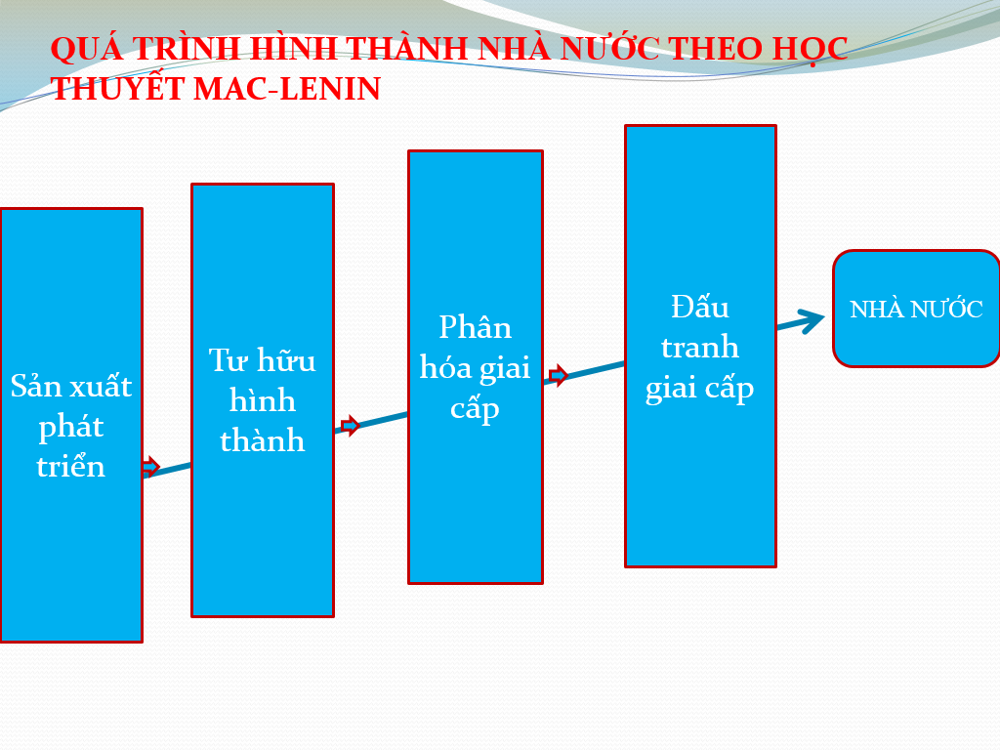 QUÁ TRÌNH HÌNH THÀNH NHÀ NƯỚC THEO HỌC
THUYẾT MAC-LENIN
Sản xuất
phát
triển
Tư hữu
hình
thành
Phân
hóa giai
cấp
Đấu
tranh
giai cấp
NHÀ NƯỚC